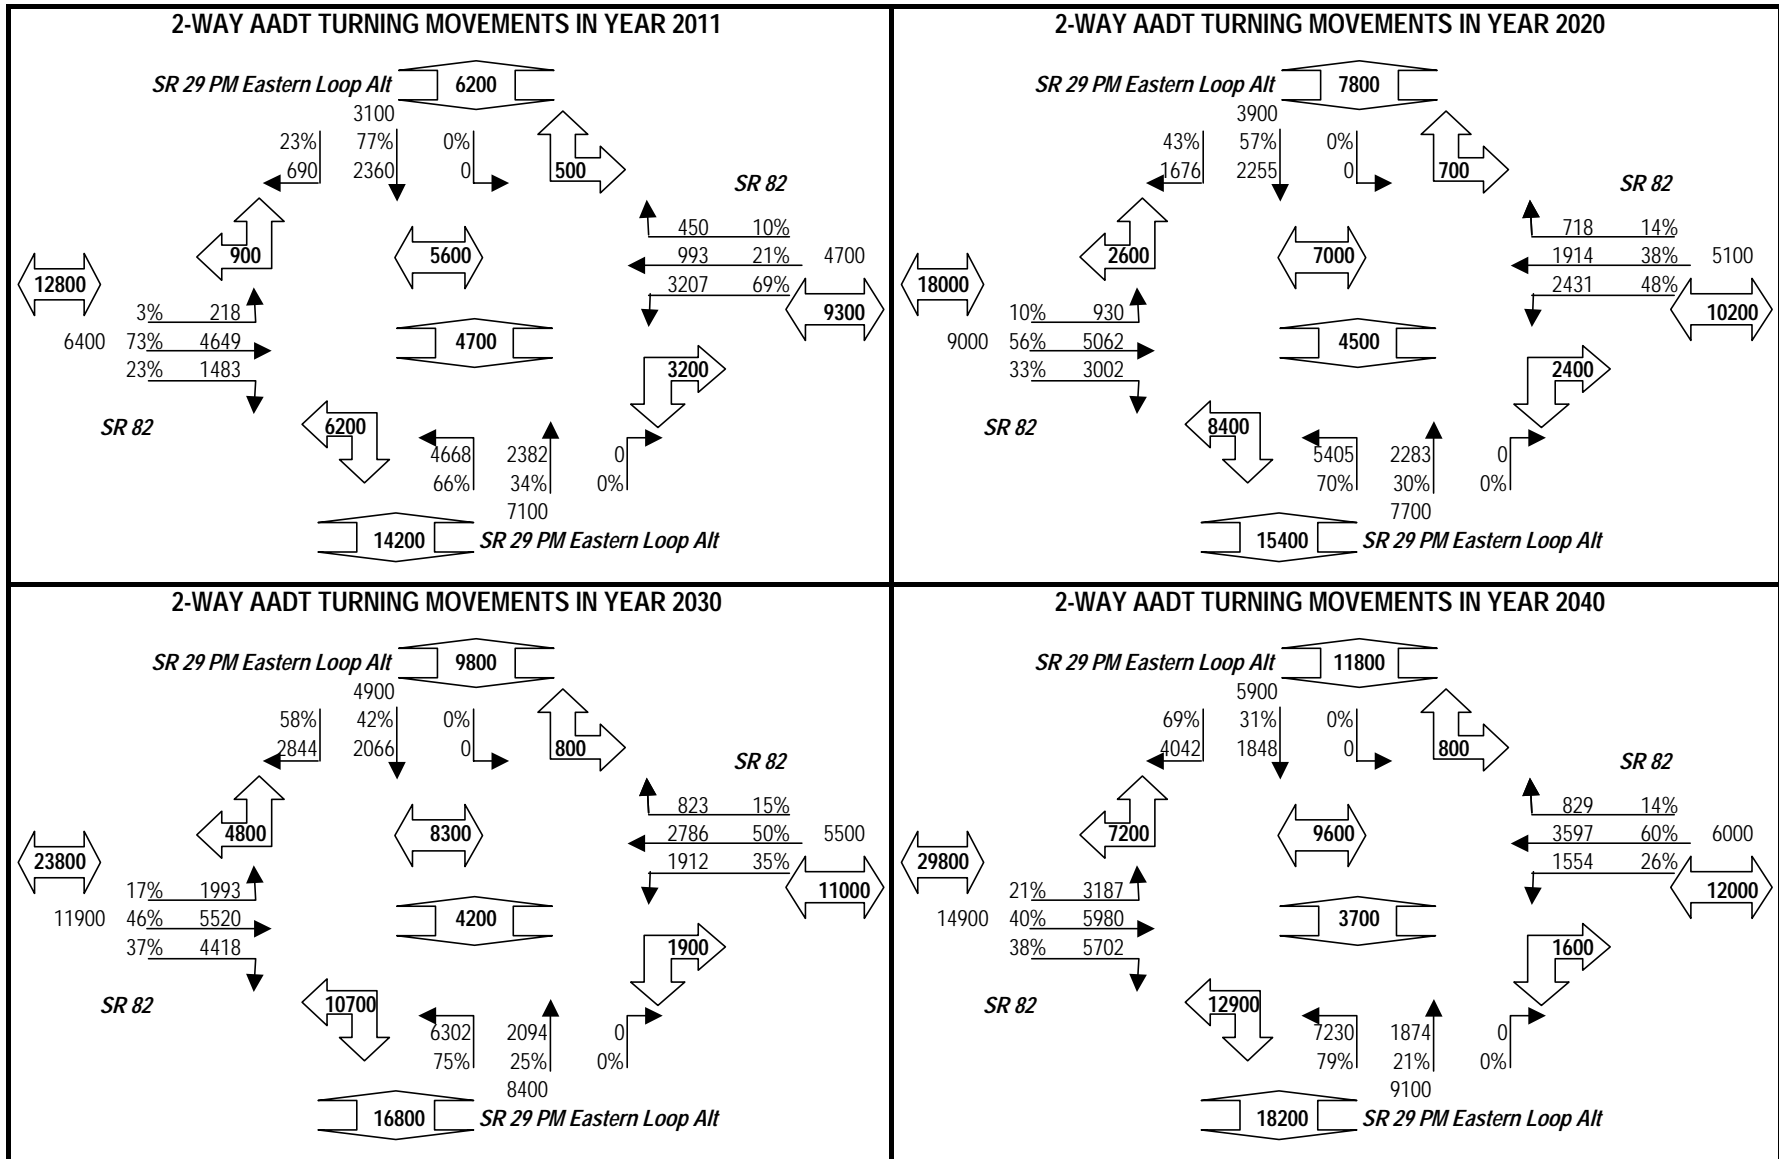 2-WAY AADT TURNING MOVEMENTS IN YEAR 2011
SR 29 PM Eastern Loop Alt 6200
3100
23% 77% 0%
690 2360 0 500
SR 82
450 10%
900 5600 993 21% 4700
12800 3207 69%
3% 218 9300
6400 73% 4649 4700
23% 1483 3200
SR 82 6200
4668 2382 0
66% 34% 0%
7100
14200 SR 29 PM Eastern Loop Alt
2-WAY AADT TURNING MOVEMENTS IN YEAR 2020
SR 29 PM Eastern Loop Alt 7800
3900
43% 57% 0%
1676 2255 0 700
SR 82
718 14%
2600 7000 1914 38% 5100
18000 2431 48%
10% 930 10200
9000 56% 5062 4500
33% 3002 2400
SR 82 8400
5405 2283 0
70% 30% 0%
7700
15400 SR 29 PM Eastern Loop Alt
2-WAY AADT TURNING MOVEMENTS IN YEAR 2030
SR 29 PM Eastern Loop Alt 9800
4900
58% 42% 0%
2844 2066 0 800
SR 82
823 15%
4800 8300 2786 50% 5500
23800 1912 35%
17% 1993 11000
11900 46% 5520 4200
37% 4418 1900
SR 82 10700
6302 2094 0
75% 25% 0%
8400
16800 SR 29 PM Eastern Loop Alt
2-WAY AADT TURNING MOVEMENTS IN YEAR 2040
SR 29 PM Eastern Loop Alt 11800
5900
69% 31% 0%
4042 1848 0 800
SR 82
829 14%
7200 9600 3597 60% 6000
29800 1554 26%
21% 3187 12000
14900 40% 5980 3700
38% 5702 1600
SR 82 12900
7230 1874 0
79% 21% 0%
9100
18200 SR 29 PM Eastern Loop Alt